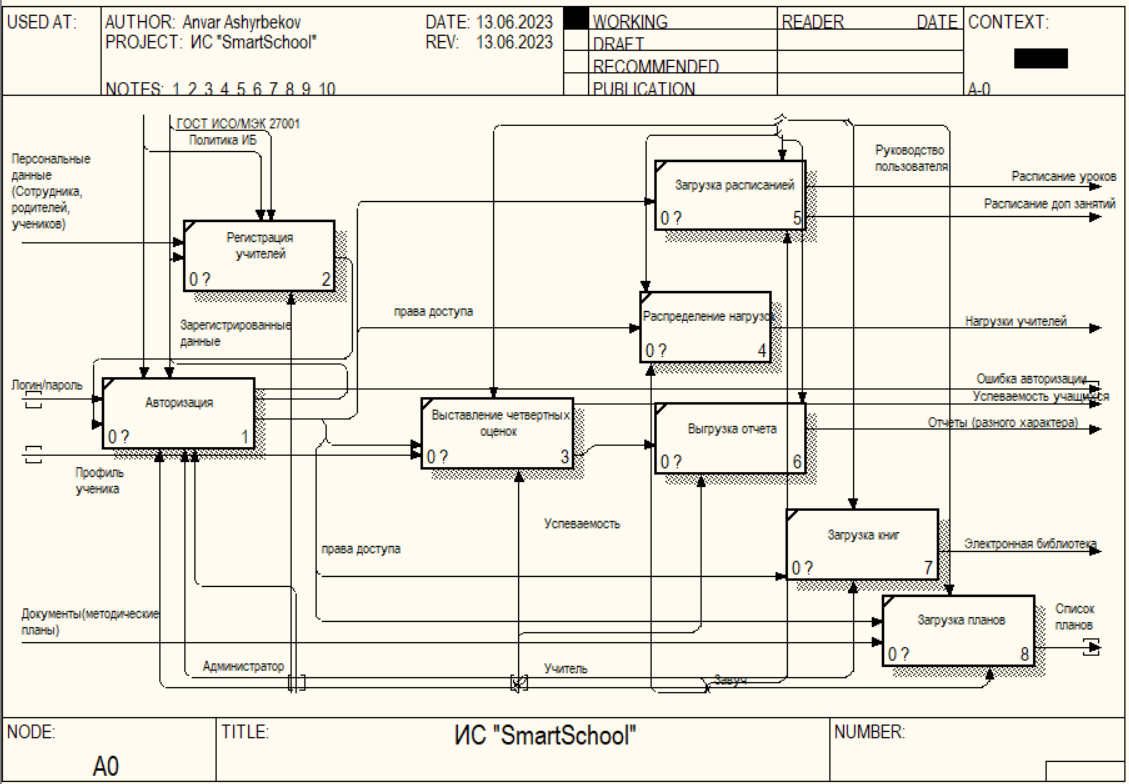 USED AT:
AUTHOR: Anvar Ashyrbekov
DATE: 13.06.2023
PROJECT: ИС "SmartSchool"
REV: 13.06.2023
NOTES: 1 2 3 4 5 6 7 8 9 10
WORKING
DRAFT
RECOMMENDED
PUBLICATION
READER
DATE
CONTEXT:
A-0
ГОСТ ИСО/МЭК 27001
Политика ИБ
Персональные
данные
(Сотрудника,
родителей,
учеников)
Руководство
пользователя
Загрузка расписанией
0 ?
5
Расписание уроков
Расписание доп занятий
Регистрация
учителей
0 ?
2
права доступа
Зарегистрированные
данные
Распределение нагрузок
0 ?
4
Нагрузки учителей
Логин/пароль
Авторизация
0 ?
1
Ошибка авторизации
Успеваемость учащихся
Отчеты (разного характера)
Выставление четвертных
оценок
0 ?
3
Выгрузка отчета
0 ?
6
Профиль
ученика
Успеваемость
права доступа
Загрузка книг
0 ?
7
Электронная библиотека
Документы(методические
планы)
Загрузка планов
0 ?
8
Список
планов
Администратор
Учитель
Завуч
NODE:
A0
TITLE:
ИС "SmartSchool"
NUMBER: